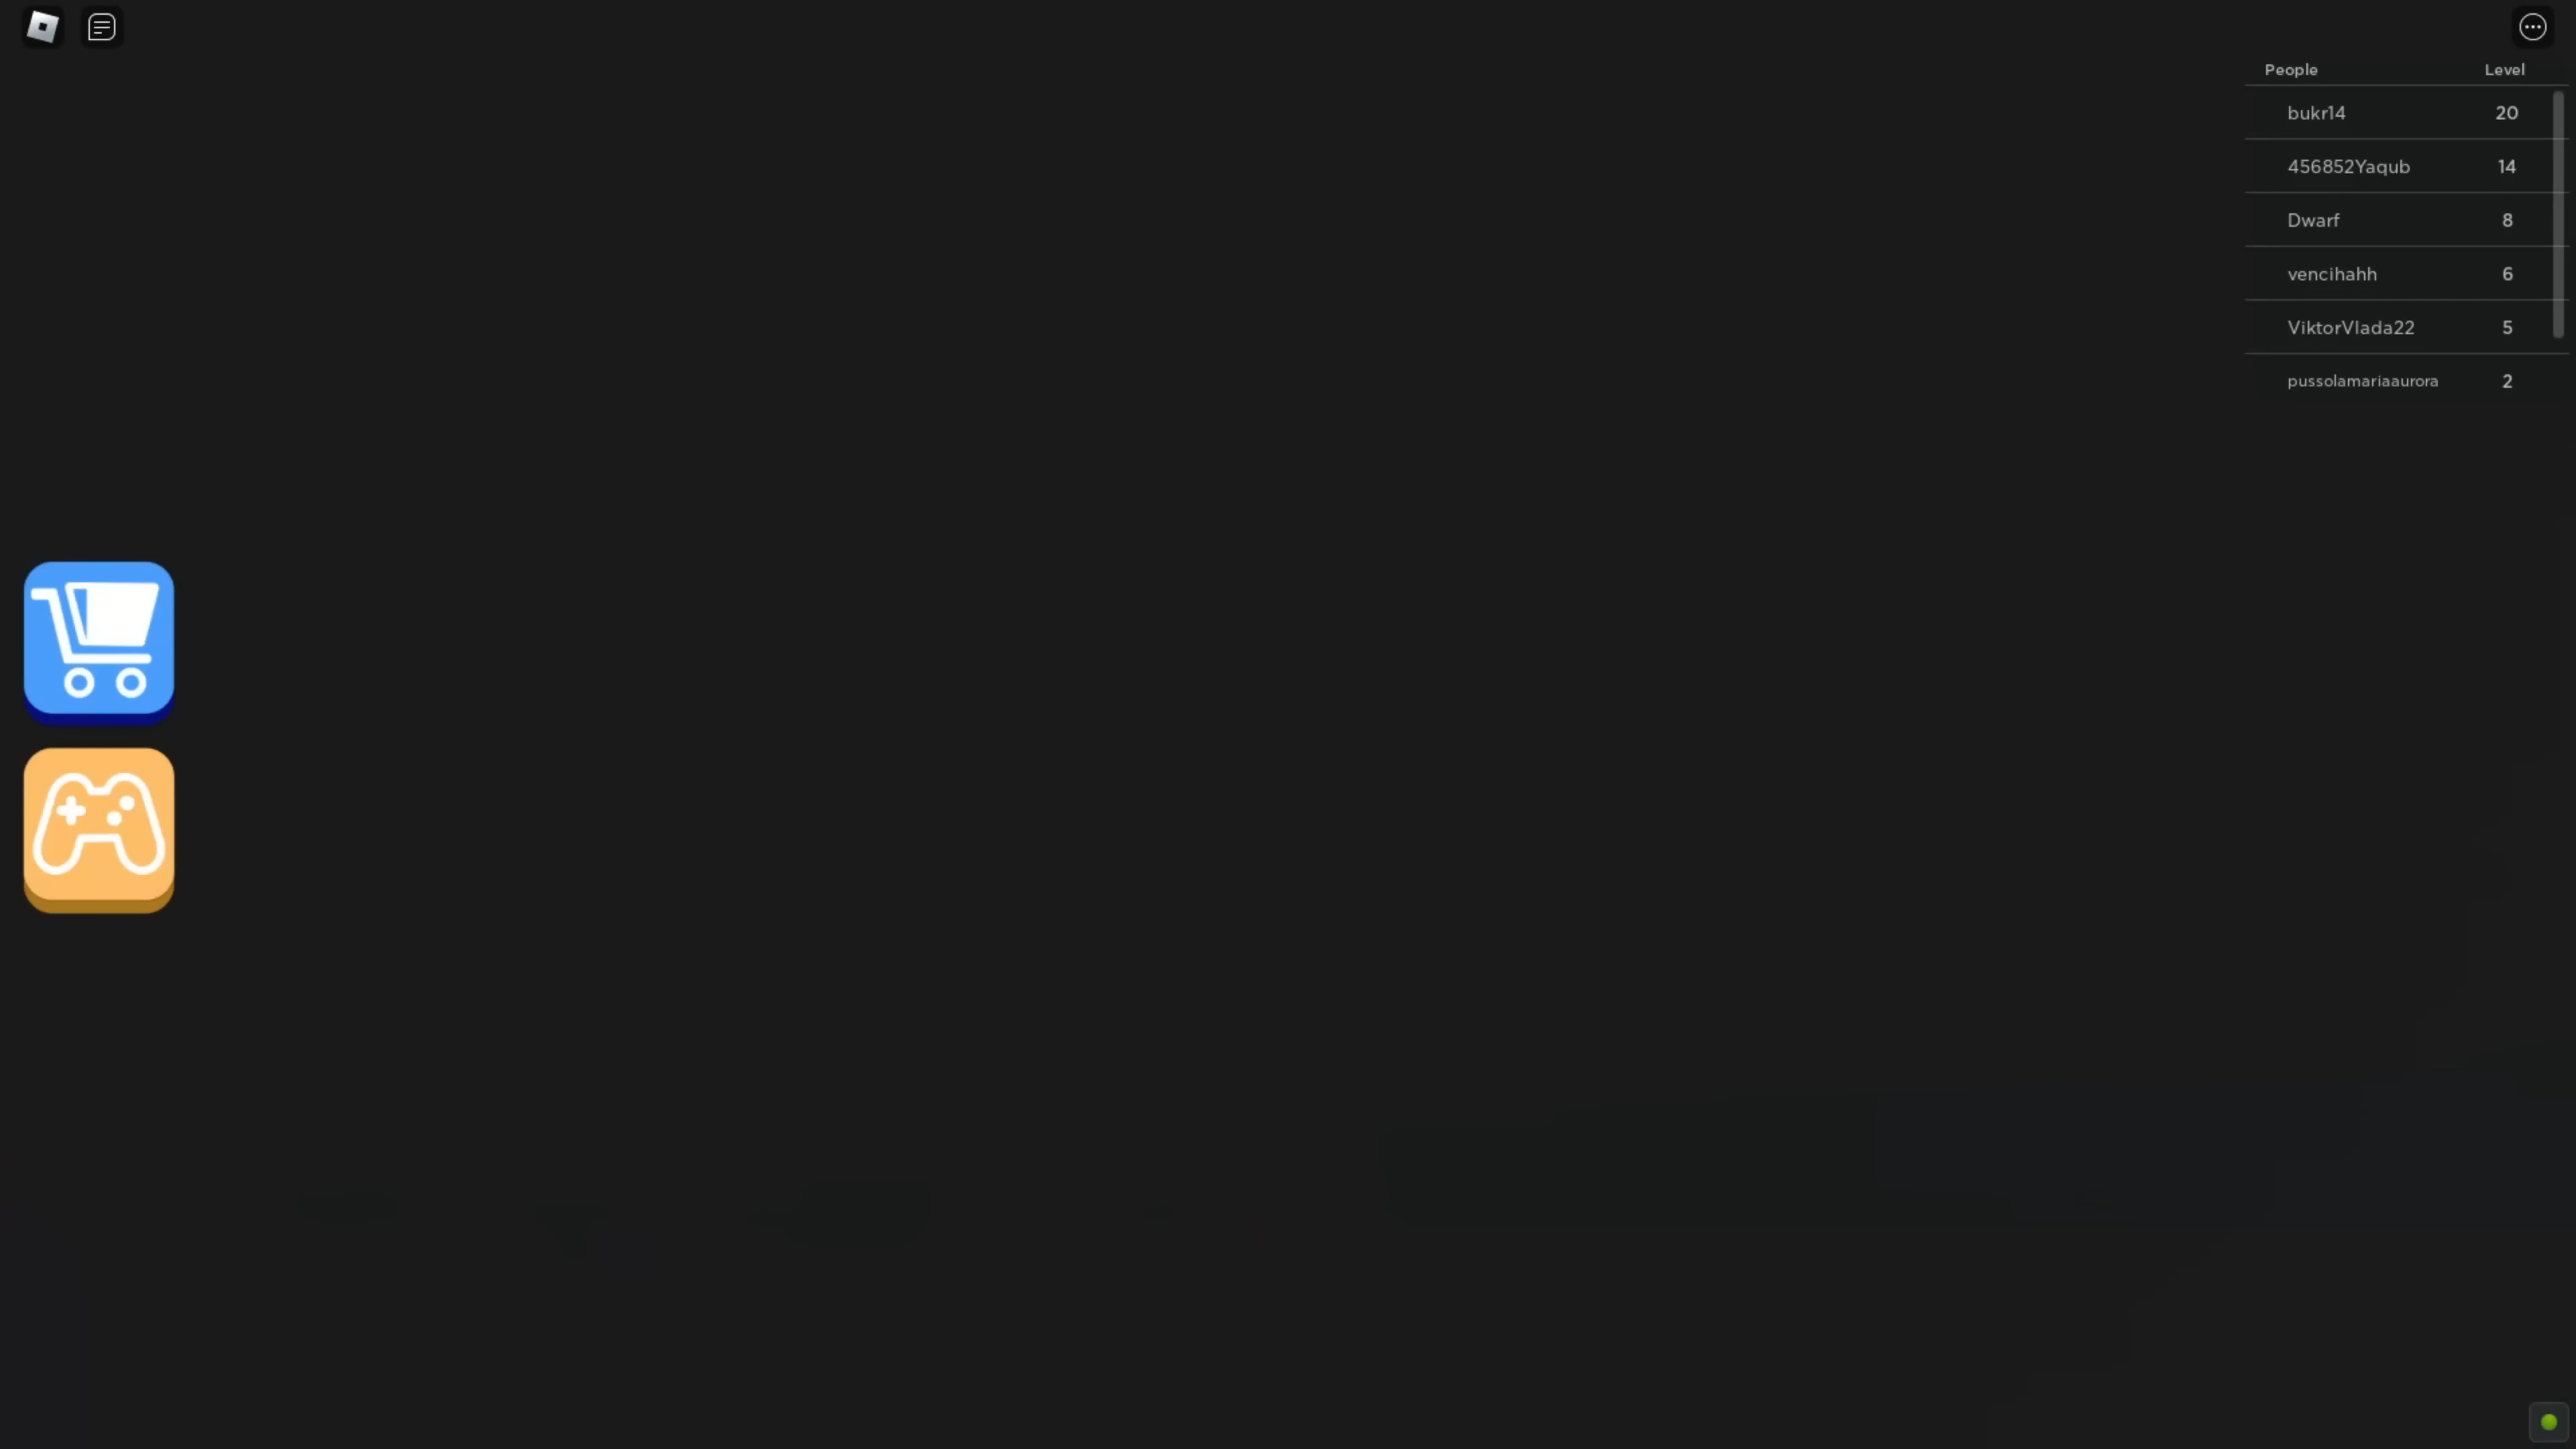 People Level
bukr14 20
456852Yaqub 14
Dwarf 8
vencihahh 6
ViktorVlada22 5
pussolamariaaurora 2